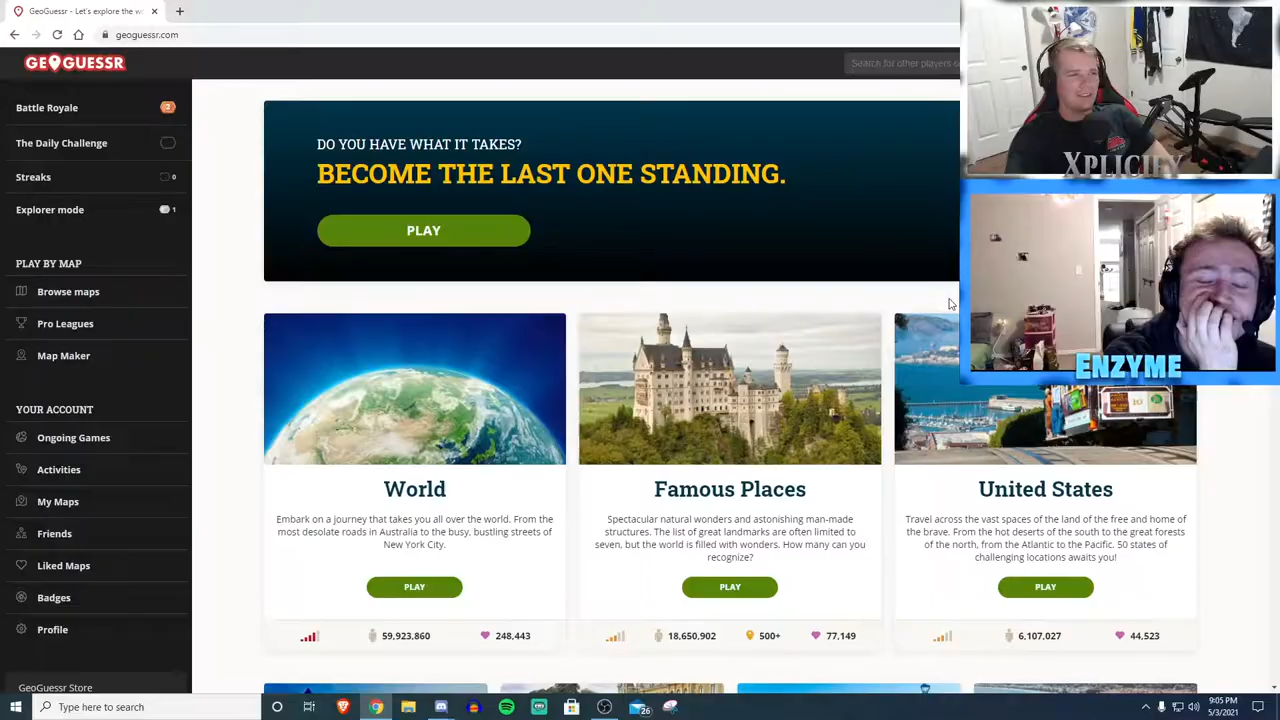 GeoGuessr - Let's explore the w
geoguessr.com
GEOGUESSR
Search for other players
Battle Royale
2
The Daily Challenge
Streaks
0
Explorer mode
1
PLAY BY MAP
Browse maps
Pro Leagues
Map Maker
YOUR ACCOUNT
Ongoing Games
Activities
My Maps
Friends
Liked Maps
Badges
Profile
GeoGuessr Store
DO YOU HAVE WHAT IT TAKES?
BECOME THE LAST ONE STANDING.
PLAY
World
Embark on a journey that takes you all over the world. From the
most desolate roads in Australia to the busy, bustling streets of
New York City.
PLAY
59,923,860
248,443
Famous Places
Spectacular natural wonders and astonishing man-made
structures. The list of great landmarks are often limited to
seven, but the world is filled with wonders. How many can you
recognize?
PLAY
18,650,902
500+
77,149
United States
Travel across the vast spaces of the land of the free and home of
the brave. From the hot deserts of the south to the great forests
of the north, from the Atlantic to the Pacific. 50 states of
challenging locations awaits you!
PLAY
6,107,027
44,523
XPLICIFY
ENZYME
Type here to search
26
9:05 PM
5/3/2021